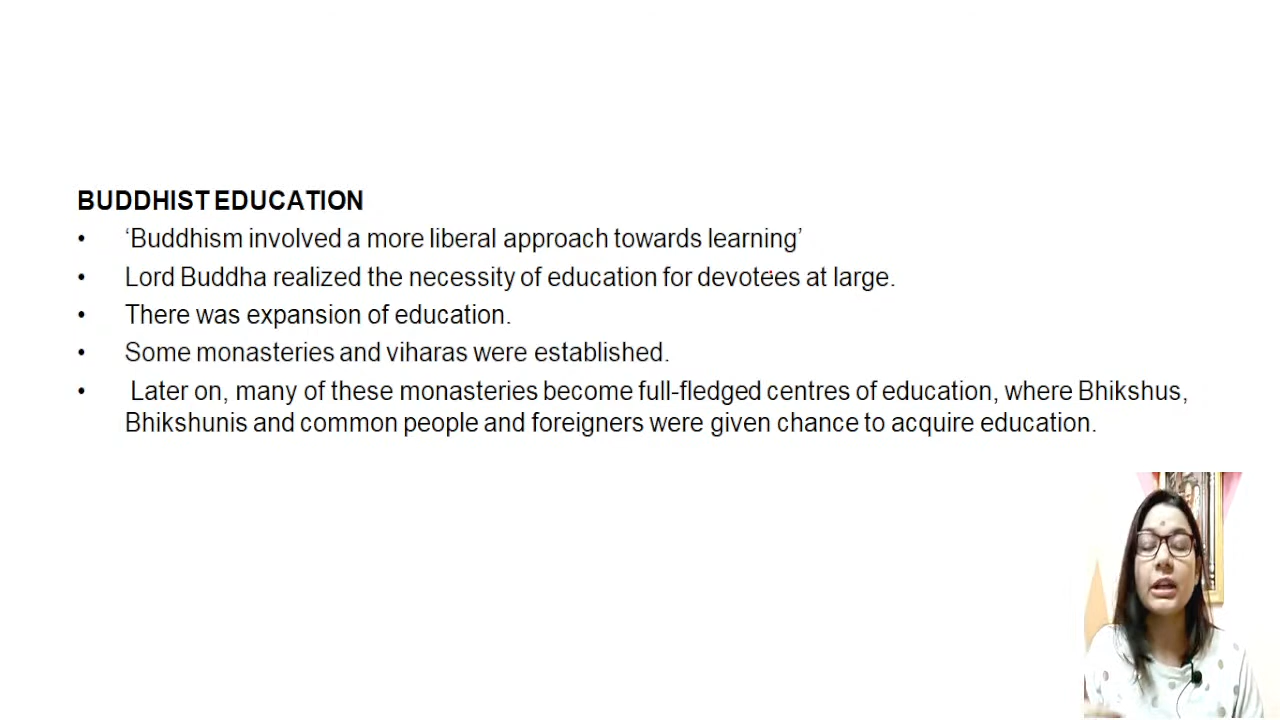 BUDDHIST EDUCATION
• ‘Buddhism involved a more liberal approach towards learning’
• Lord Buddha realized the necessity of education for devotees at large.
• There was expansion of education.
• Some monasteries and viharas were established.
• Later on, many of these monasteries become full-fledged centres of education, where Bhikshus,
Bhikshunis and common people and foreigners were given chance to acquire education.